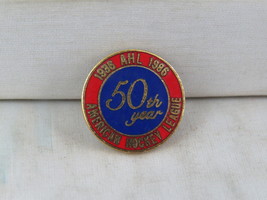 1936 AHL 1986
50th
year
AMERICAN HOCKEY LEAGUE